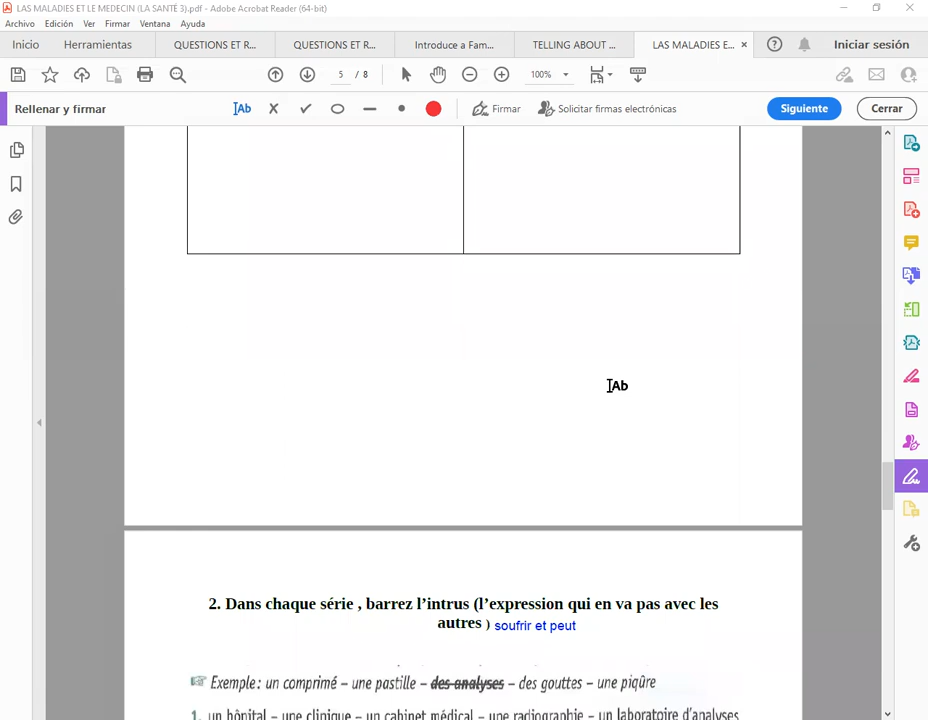 LAS MALADIES ET LE MEDECIN (LA SANTÉ 3).pdf - Adobe Acrobat Reader (64-bit)
Archivo Edición Ver Firmar Ventana Ayuda
Inicio Herramientas QUESTIONS ET R... QUESTIONS ET R... Introduce a Fam... TELLING ABOUT ... LAS MALADIES E... × Iniciar sesión
5 / 8 100%
Rellenar y firmar Ab Firmar Solicitar firmas electrónicas Siguiente Cerrar
Ab
2. Dans chaque série , barrez l’intrus (l’expression qui en va pas avec les
autres ) soufrir et peut
Exemple : un comprimé – une pastille – des analyses – des gouttes – une piqûre
1. un hôpital – une clinique – un cabinet médical – une radiographie – un laboratoire d'analyses